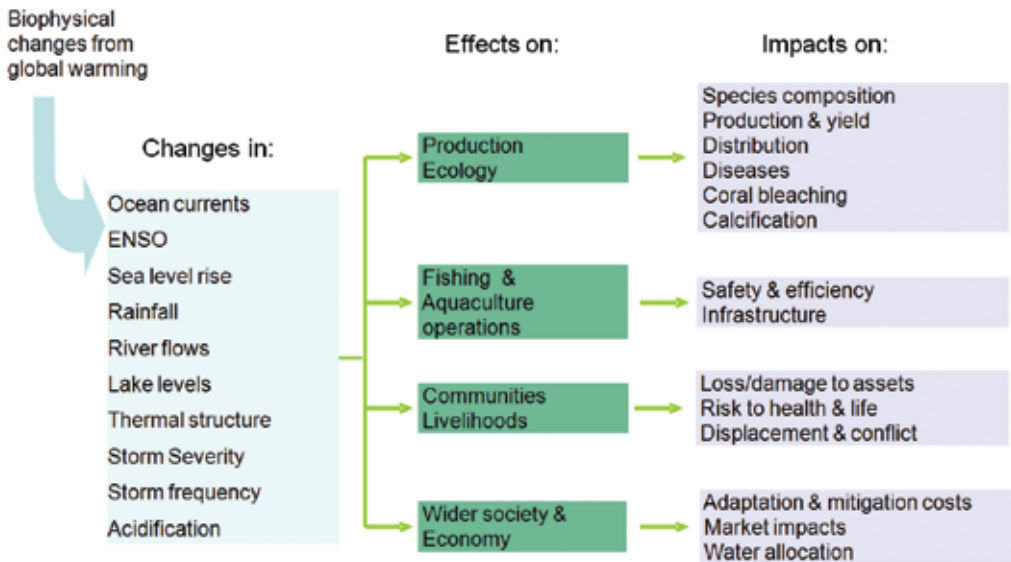 Biophysical
changes from
global warming
Changes in:
Ocean currents
ENSO
Sea level rise
Rainfall
River flows
Lake levels
Thermal structure
Storm Severity
Storm frequency
Acidification
Effects on:
Production
Ecology
Fishing &
Aquaculture
operations
Communities
Livelihoods
Wider society &
Economy
Impacts on:
Species composition
Production & yield
Distribution
Diseases
Coral bleaching
Calcification
Safety & efficiency
Infrastructure
Loss/damage to assets
Risk to health & life
Displacement & conflict
Adaptation & mitigation costs
Market impacts
Water allocation